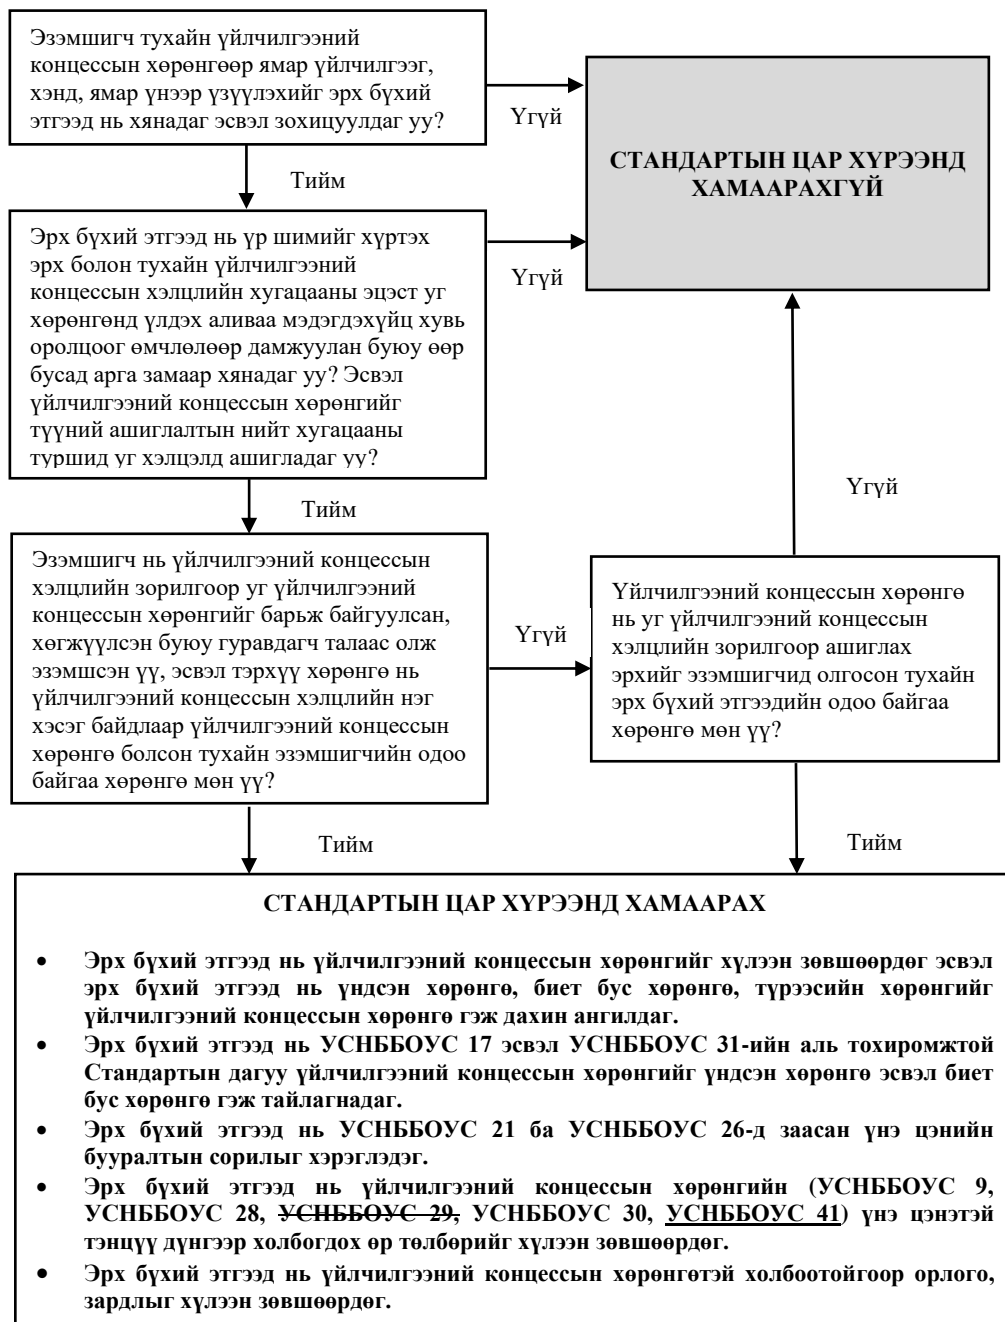 Эзэмшигч тухайн үйлчилгээний
концессын хөрөнгөөр ямар үйлчилгээг,
хэнд, ямар үнээр үзүүлэхийг эрх бүхий
этгээд нь хянадаг эсвэл зохицуулдаг уу?
Үгүй
СТАНДАРТЫН ЦАР ХҮРЭЭНД
ХАМААРАХГҮЙ
Тийм
Эрх бүхий этгээд нь үр шимийг хүртэх
эрх болон тухайн үйлчилгээний
концессын хэлцлийн хугацааны эцэст уг
хөрөнгөнд үлдэх аливаа мэдэгдэхүйц хувь
оролцоог өмчлөлөөр дамжуулан буюу өөр
бусад арга замаар хянадаг уу? Эсвэл
үйлчилгээний концессын хөрөнгийг
түүний ашиглалтын нийт хугацааны
туршид уг хэлцэлд ашигладаг уу?
Үгүй
Тийм
Үгүй
Эзэмшигч нь үйлчилгээний концессын
хэлцлийн зорилгоор уг үйлчилгээний
концессын хөрөнгийг барьж байгуулсан,
хөгжүүлсэн буюу гуравдагч талаас олж
эзэмшсэн үү, эсвэл тэрхүү хөрөнгө нь
үйлчилгээний концессын хэлцлийн нэг
хэсэг байдлаар үйлчилгээний концессын
хөрөнгө болсон тухайн эзэмшигчийн одоо
байгаа хөрөнгө мөн үү?
Үгүй
Үйлчилгээний концессын хөрөнгө
нь уг үйлчилгээний концессын
хэлцлийн зорилгоор ашиглах
эрхийг эзэмшигчид олгосон тухайн
эрх бүхий этгээдийн одоо байгаа
хөрөнгө мөн үү?
Тийм
Тийм
СТАНДАРТЫН ЦАР ХҮРЭЭНД ХАМААРАХ
• Эрх бүхий этгээд нь үйлчилгээний концессын хөрөнгийг хүлээн зөвшөөрдөг эсвэл
эрх бүхий этгээд нь үндсэн хөрөнгө, биет бус хөрөнгө, түрээсийн хөрөнгийг
үйлчилгээний концессын хөрөнгө гэж дахин ангилдаг.
• Эрх бүхий этгээд нь УСНББОУС 17 эсвэл УСНББОУС 31-ийн аль тохиромжтой
Стандартын дагуу үйлчилгээний концессын хөрөнгийг үндсэн хөрөнгө эсвэл биет
бус хөрөнгө гэж тайлагнадаг.
• Эрх бүхий этгээд нь УСНББОУС 21 ба УСНББОУС 26-д заасан үнэ цэнийн
бууралтын сорилыг хэрэглэдэг.
• Эрх бүхий этгээд нь үйлчилгээний концессын хөрөнгийн (УСНББОУС 9,
УСНББОУС 28, УСНББОУС 29, УСНББОУС 30, УСНББОУС 41) үнэ цэнэтэй
тэнцүү дүнгээр холбогдох өр төлбөрийг хүлээн зөвшөөрдөг.
• Эрх бүхий этгээд нь үйлчилгээний концессын хөрөнгөтэй холбоотойгоор орлого,
зардлыг хүлээн зөвшөөрдөг.